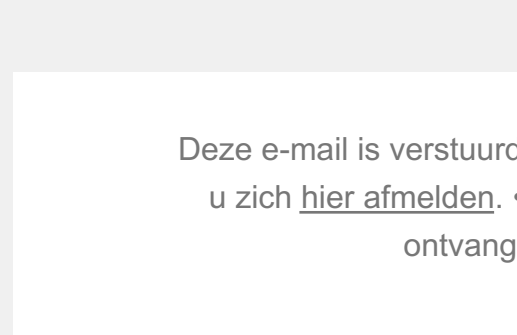 Deze e-mail is verstuurd
u zich hier afmelden. •
ontvang